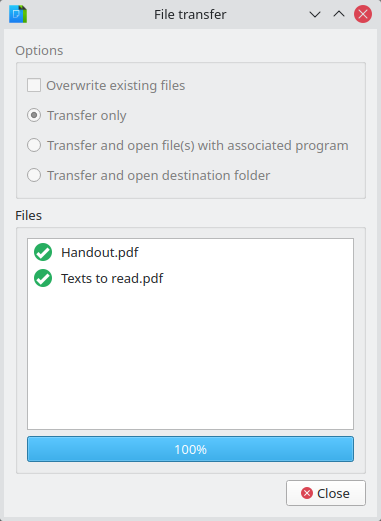 File transfer
Options
Overwrite existing files
Transfer only
Transfer and open file(s) with associated program
Transfer and open destination folder
Files
Handout.pdf
Texts to read.pdf
100%
Close